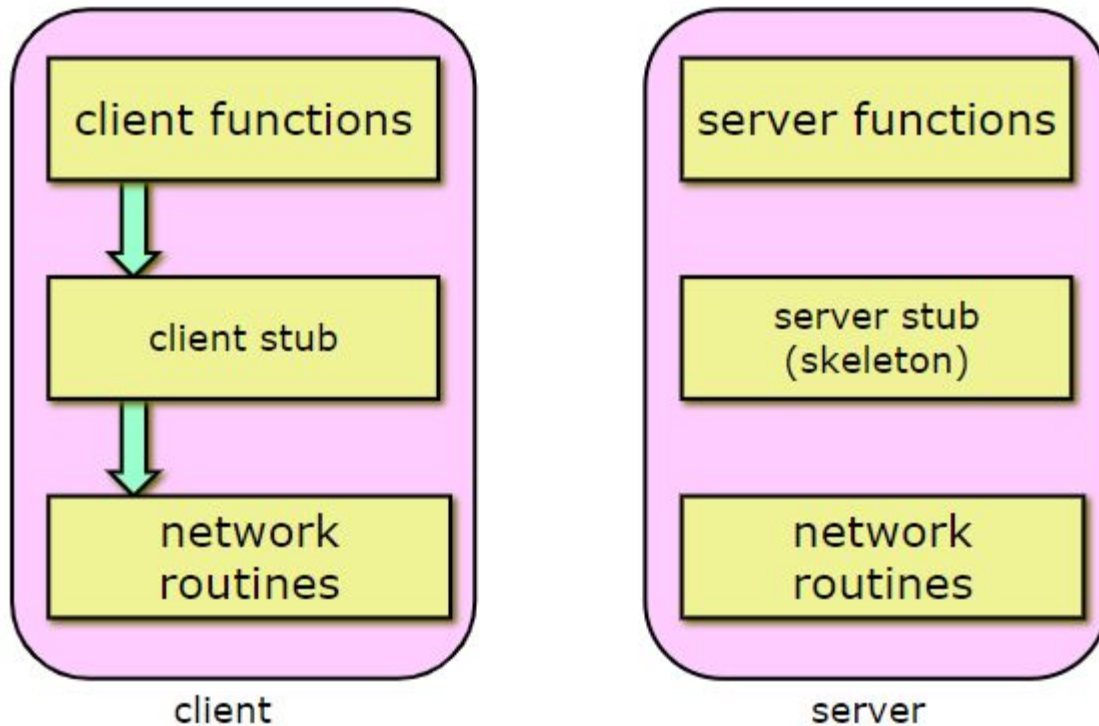 client functions
client stub
network
routines
client
server functions
server stub
(skeleton)
network
routines
server